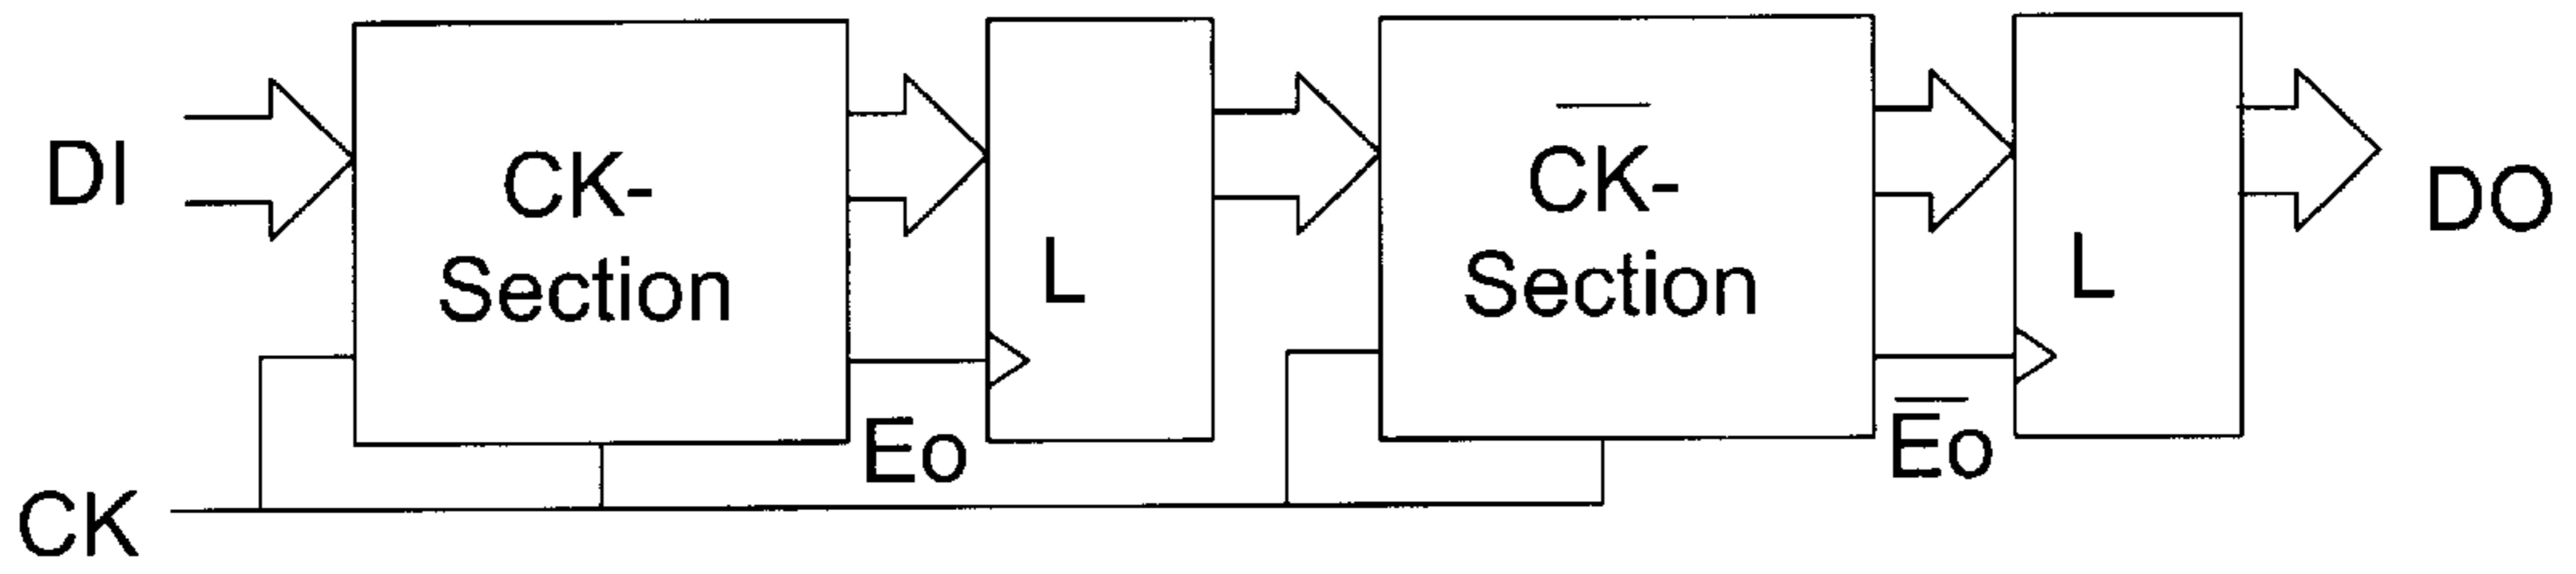 DI
CK-
Section
L
C̅K̅-
Section
L
DO
Eo
E̅o̅
CK